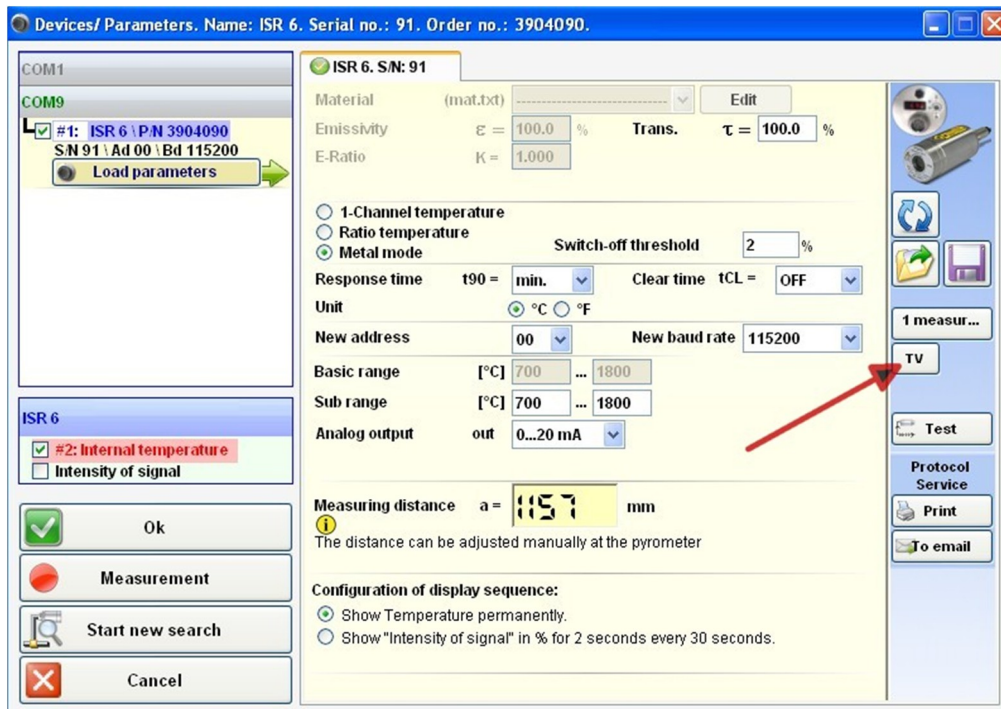 Devices/ Parameters. Name: ISR 6. Serial no.: 91. Order no.: 3904090.
COM1
COM9
#1: ISR 6 \ P/N 3904090
S/N 91 \ Ad 00 \ Bd 115200
Load parameters
ISR 6
#2: Internal temperature
Intensity of signal
Ok
Measurement
Start new search
Cancel
ISR 6. S/N: 91
Material (mat.txt) ------------------------------ Edit
Emissivity ε = 100.0 % Trans. τ = 100.0 %
E-Ratio K = 1.000
1-Channel temperature
Ratio temperature
Metal mode Switch-off threshold 2 %
Response time t90 = min. Clear time tCL = OFF
Unit °C °F
New address 00 New baud rate 115200
Basic range [°C] 700 ... 1800
Sub range [°C] 700 ... 1800
Analog output out 0...20 mA
Measuring distance a = 1157 mm
The distance can be adjusted manually at the pyrometer
Configuration of display sequence:
Show Temperature permanently.
Show "Intensity of signal" in % for 2 seconds every 30 seconds.
1 measur...
TV
Test
Protocol
Service
Print
To email